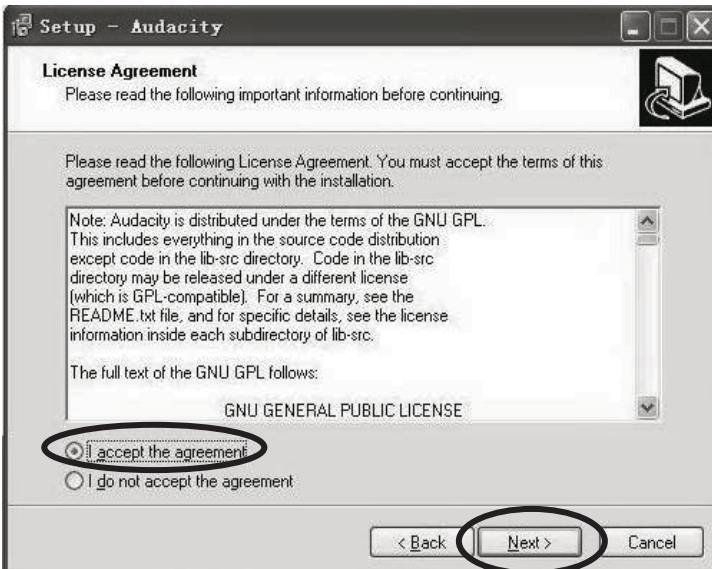 Setup - Audacity
License Agreement
Please read the following important information before continuing.
Please read the following License Agreement. You must accept the terms of this
agreement before continuing with the installation.
Note: Audacity is distributed under the terms of the GNU GPL.
This includes everything in the source code distribution
except code in the lib-src directory. Code in the lib-src
directory may be released under a different license
(which is GPL-compatible). For a summary, see the
README.txt file, and for specific details, see the license
information inside each subdirectory of lib-src.
The full text of the GNU GPL follows:
GNU GENERAL PUBLIC LICENSE
I accept the agreement
I do not accept the agreement
< Back
Next >
Cancel